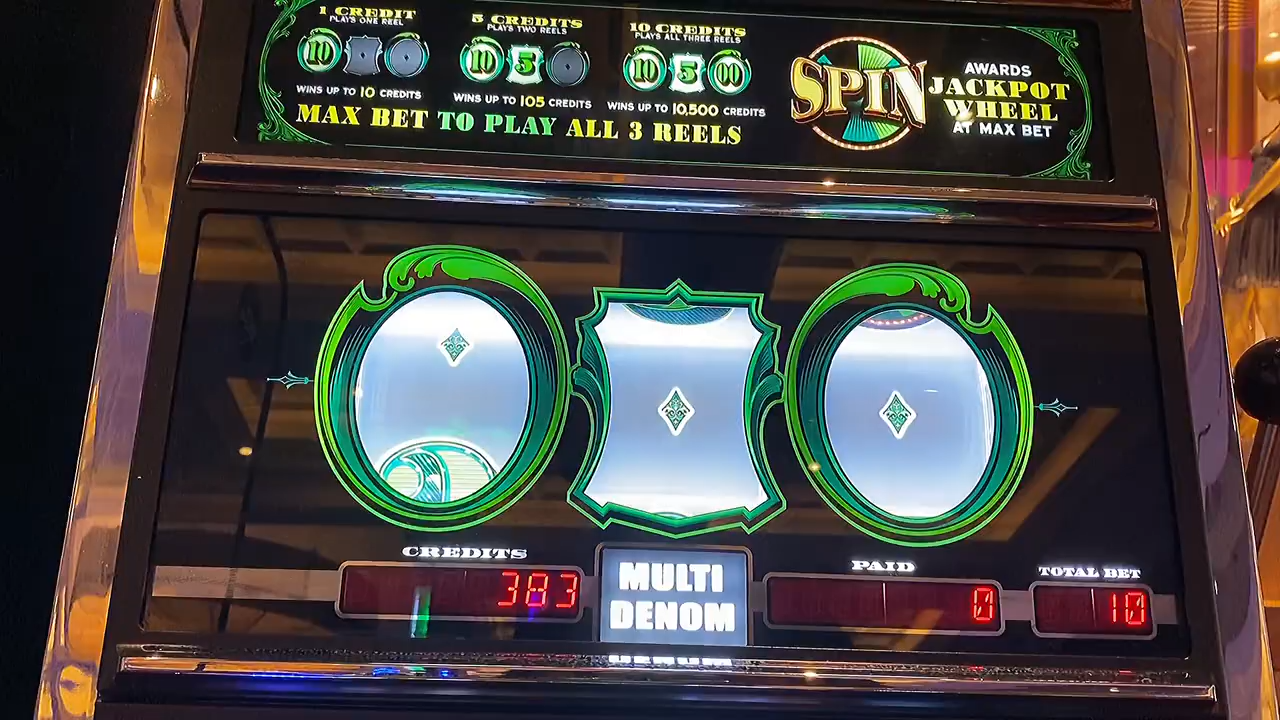 1 CREDIT
PLAYS ONE REEL
10
WINS UP TO 10 CREDITS
5 CREDITS
PLAYS TWO REELS
10 5
WINS UP TO 105 CREDITS
10 CREDITS
PLAYS ALL THREE REELS
10 5 00
WINS UP TO 10,500 CREDITS
MAX BET TO PLAY ALL 3 REELS
SPIN
AWARDS
JACKPOT
WHEEL
AT MAX BET
CREDITS
383
MULTI
DENOM
PAID
0
TOTAL BET
10